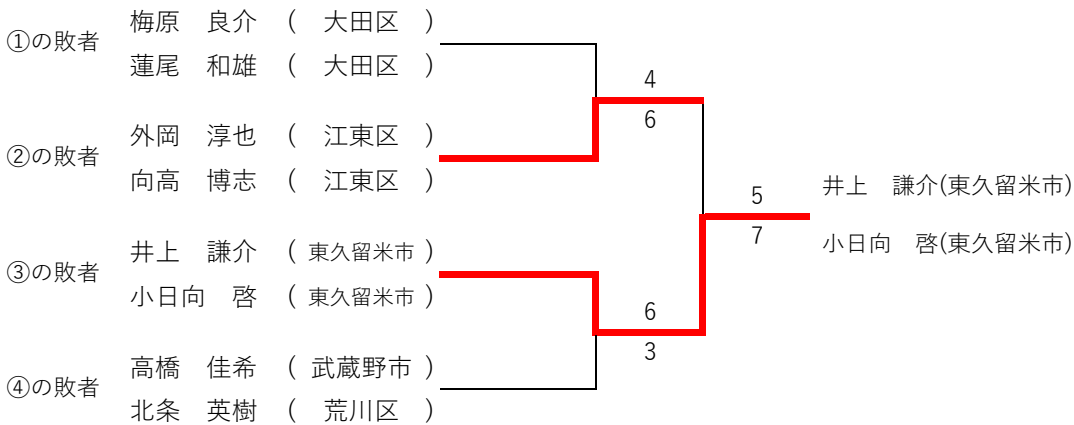 ①の敗者
梅原　良介　(　大田区　)
蓮尾　和雄　(　大田区　)
4
6
②の敗者
外岡　淳也　(　江東区　)
向高　博志　(　江東区　)
5
7
井上　謙介(東久留米市)
小日向　啓(東久留米市)
③の敗者
井上　謙介　( 東久留米市 )
小日向　啓　( 東久留米市 )
6
3
④の敗者
高橋　佳希　( 武蔵野市 )
北条　英樹　(　荒川区　)